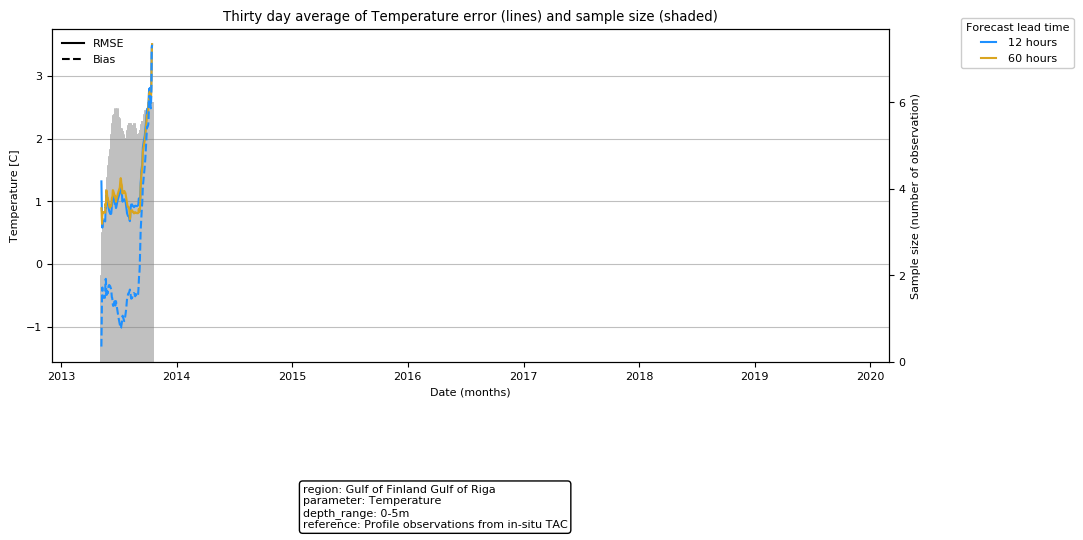 Thirty day average of Temperature error (lines) and sample size (shaded)
Forecast lead time
12 hours
60 hours
RMSE
Bias
Temperature [C]
3
2
1
0
−1
Sample size (number of observation)
6
4
2
0
2013 2014 2015 2016 2017 2018 2019 2020
Date (months)
region: Gulf of Finland Gulf of Riga
parameter: Temperature
depth_range: 0-5m
reference: Profile observations from in-situ TAC